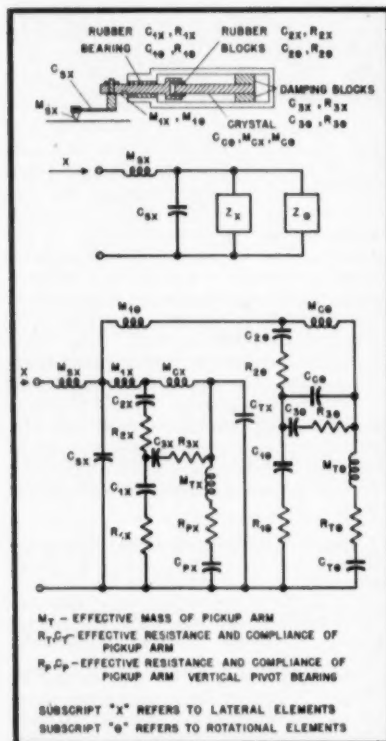 RUBBER BEARING
C1X, R1X
C1θ, R1θ
RUBBER BLOCKS
C2X, R2X
C2θ, R2θ
CSX
MSX
M1X, M1θ
DAMPING BLOCKS
C3X, R3X
C3θ, R3θ
CRYSTAL
CCθ, MCX, MCθ
X
MSX
CSX
ZX
Zθ
M1θ
MCθ
C2θ
R2θ
X
MSX
M1X
MCX
C2X
R2X
C3X
R3X
CTX
CCθ
C3θ
R3θ
CSX
C1X
MTX
C1θ
MTθ
R1X
RPX
R1θ
RTθ
CPX
CTθ
MT – EFFECTIVE MASS OF PICKUP ARM
RT,CT – EFFECTIVE RESISTANCE AND COMPLIANCE OF
PICKUP ARM
RP,CP – EFFECTIVE RESISTANCE AND COMPLIANCE OF
PICKUP ARM VERTICAL PIVOT BEARING
SUBSCRIPT "X" REFERS TO LATERAL ELEMENTS
SUBSCRIPT "θ" REFERS TO ROTATIONAL ELEMENTS